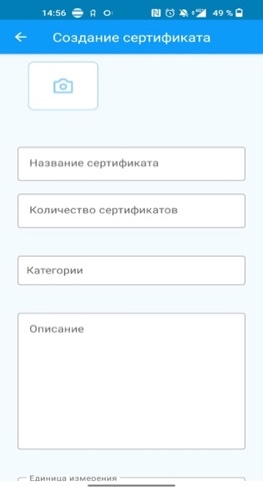 14:56
49 %
Создание сертификата
Название сертификата
Количество сертификатов
Категории
Описание
Единица измерения